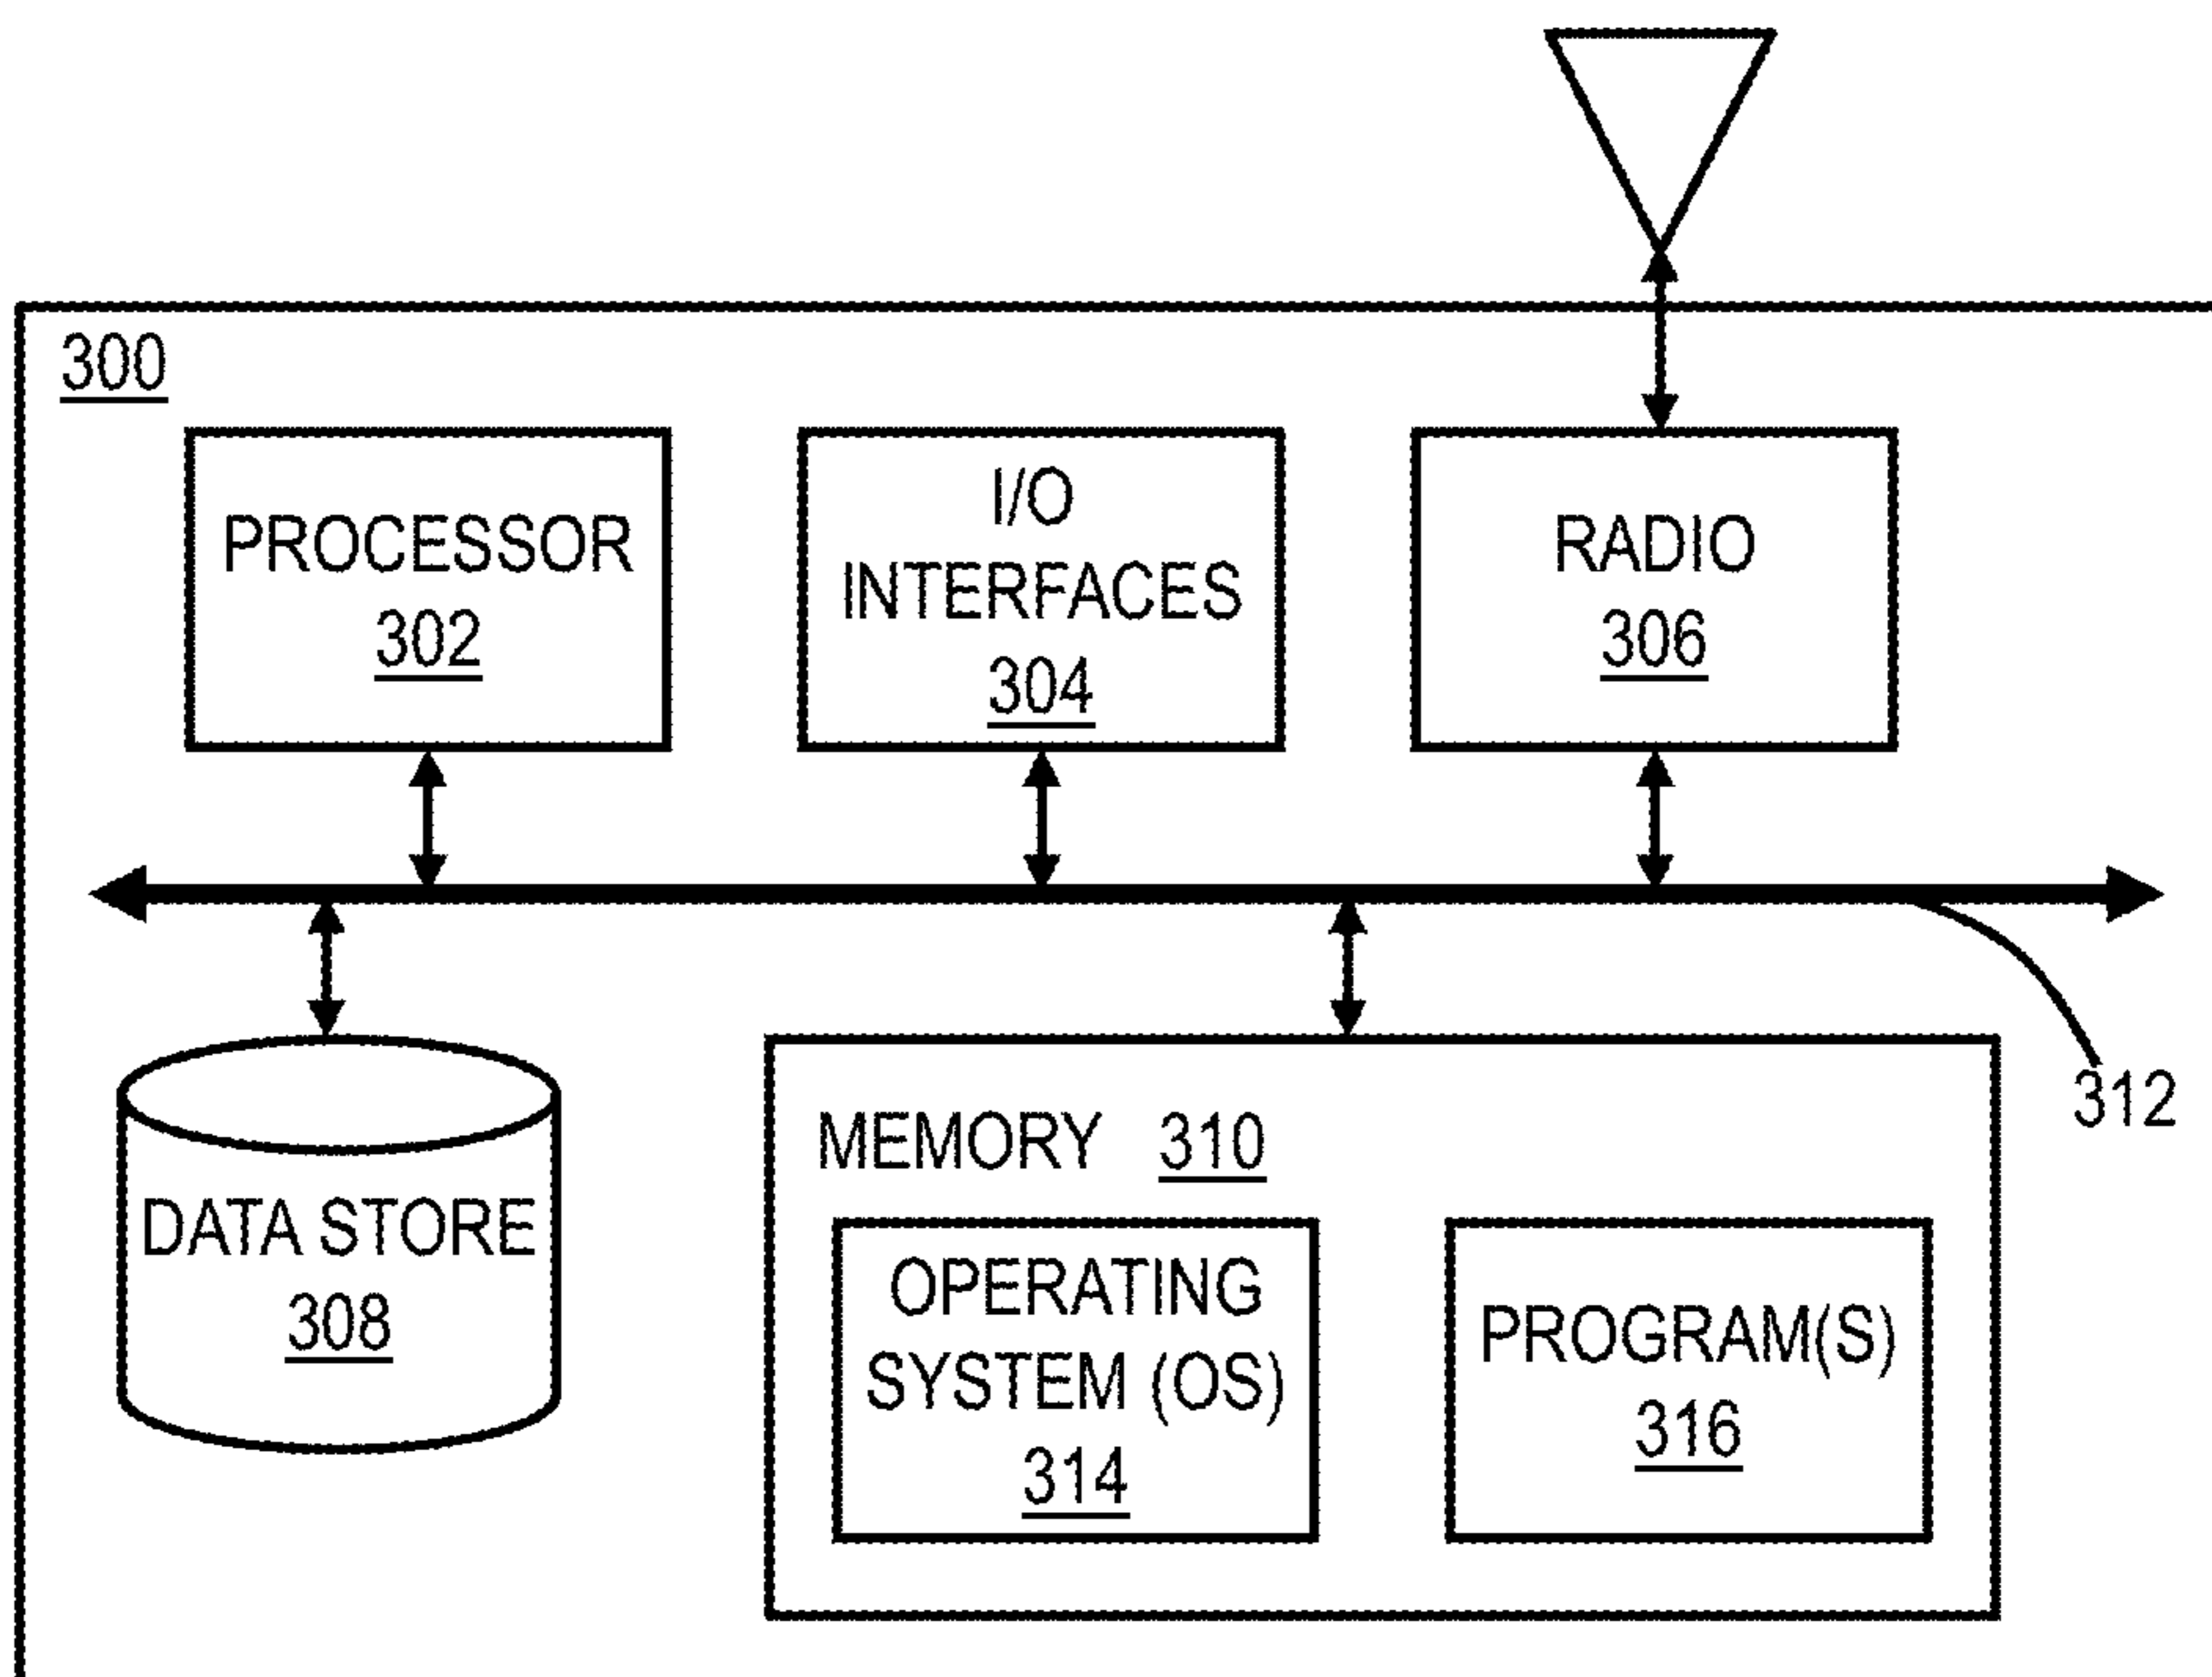 300
PROCESSOR
302
I/O
INTERFACES
304
RADIO
306
312
DATA STORE
308
MEMORY 310
OPERATING
SYSTEM (OS)
314
PROGRAM(S)
316